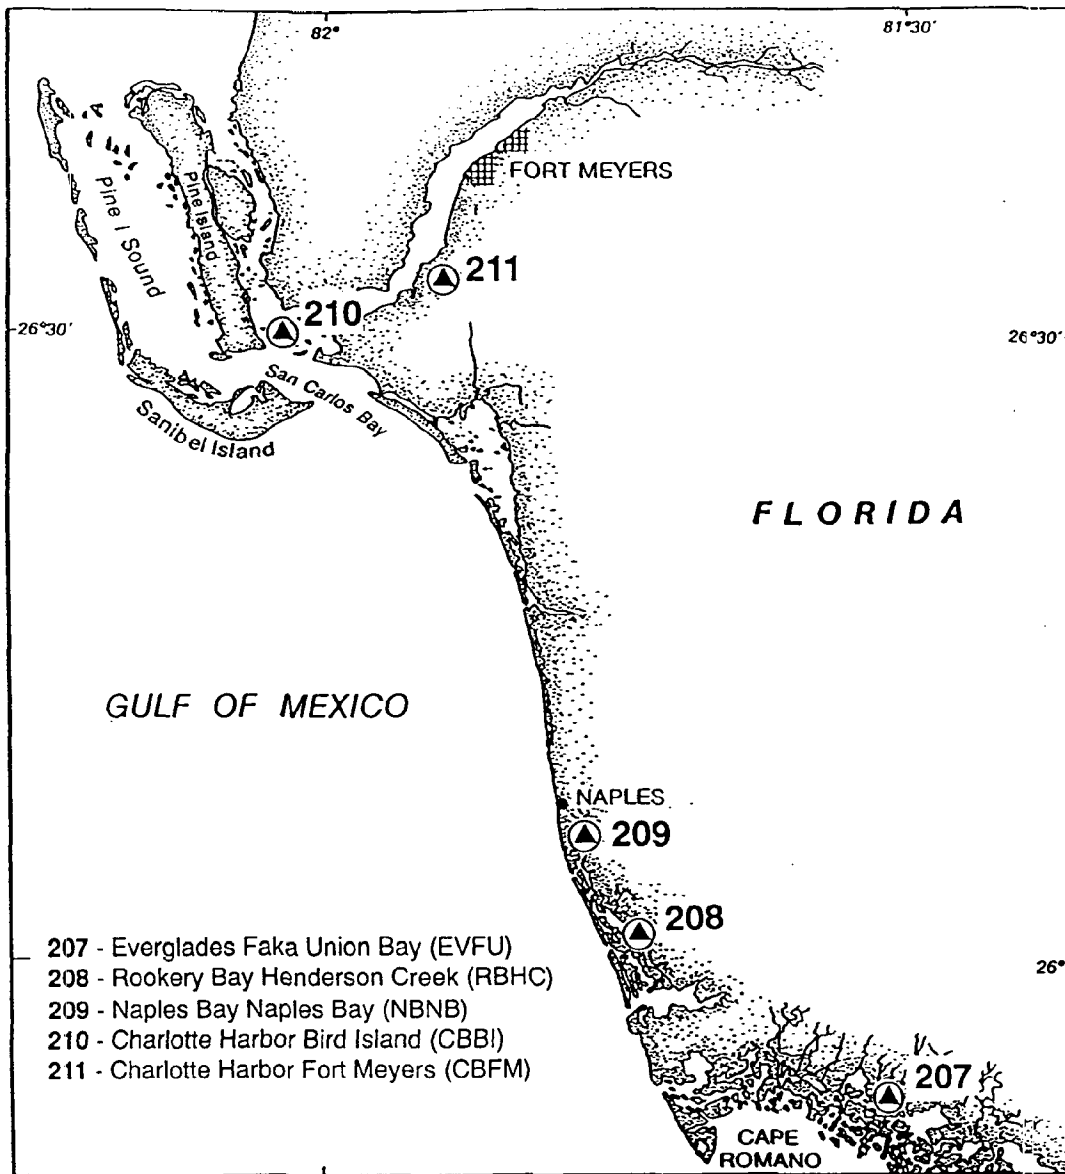 82°
81°30'
FORT MEYERS
Pine I Sound
Pine Island
211
210
26°30'
26°30'
San Carlos Bay
Sanibel Island
FLORIDA
GULF OF MEXICO
NAPLES
209
208
207 - Everglades Faka Union Bay (EVFU)
208 - Rookery Bay Henderson Creek (RBHC)
209 - Naples Bay Naples Bay (NBNB)
210 - Charlotte Harbor Bird Island (CBBI)
211 - Charlotte Harbor Fort Meyers (CBFM)
26°
207
CAPE
ROMANO